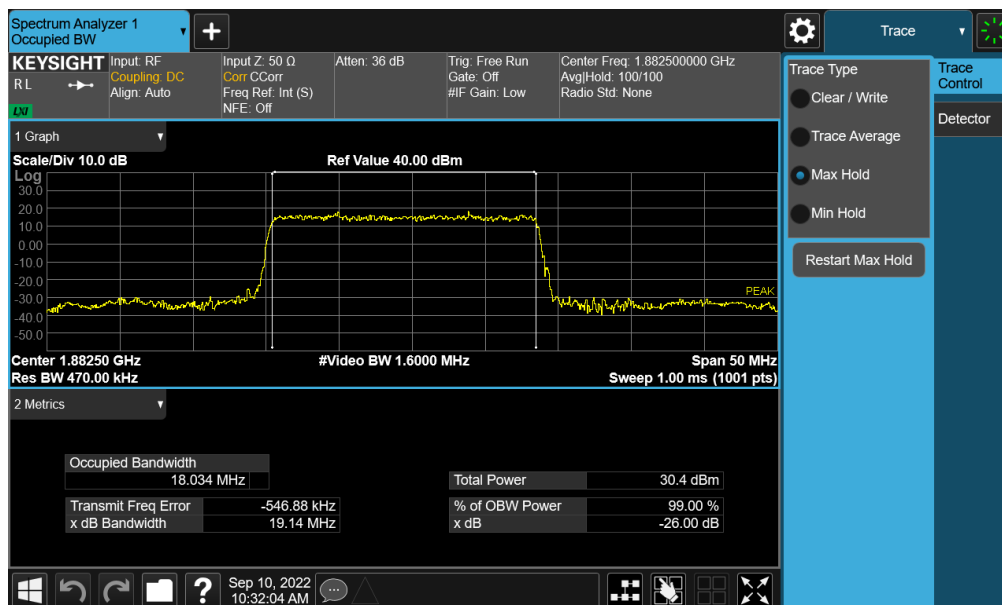 Spectrum Analyzer 1
Occupied BW
Trace
KEYSIGHT
RL
LXI
Input: RF
Coupling: DC
Align: Auto
Input Z: 50 Ω
Corr CCorr
Freq Ref: Int (S)
NFE: Off
Atten: 36 dB
Trig: Free Run
Gate: Off
#IF Gain: Low
Center Freq: 1.882500000 GHz
Avg|Hold: 100/100
Radio Std: None
Trace Type
Clear / Write
Trace Average
Max Hold
Min Hold
Restart Max Hold
Trace
Control
Detector
1 Graph
Scale/Div 10.0 dB
Ref Value 40.00 dBm
Log
30.0
20.0
10.0
0.00
-10.0
-20.0
-30.0
-40.0
-50.0
PEAK
Center 1.88250 GHz
#Video BW 1.6000 MHz
Span 50 MHz
Res BW 470.00 kHz
Sweep 1.00 ms (1001 pts)
2 Metrics
Occupied Bandwidth
18.034 MHz
Total Power 30.4 dBm
Transmit Freq Error -546.88 kHz
% of OBW Power 99.00 %
x dB Bandwidth 19.14 MHz
x dB -26.00 dB
?
Sep 10, 2022
10:32:04 AM